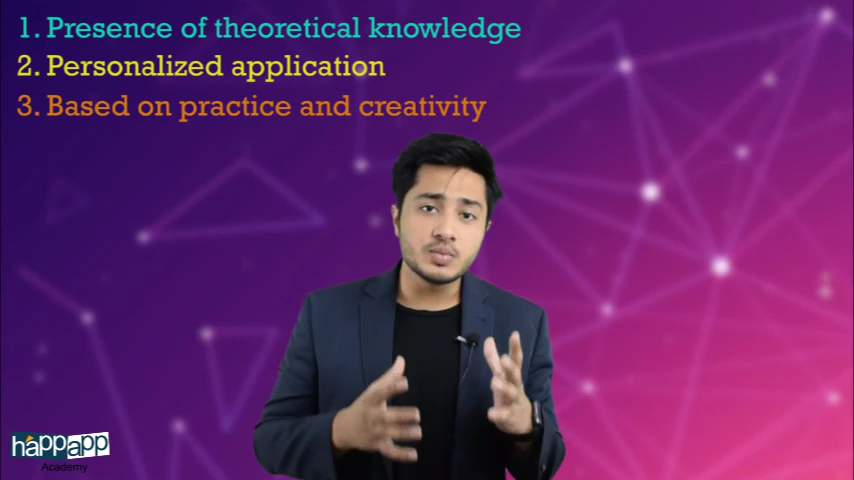 1. Presence of theoretical knowledge
2. Personalized application
3. Based on practice and creativity
happapp
Academy